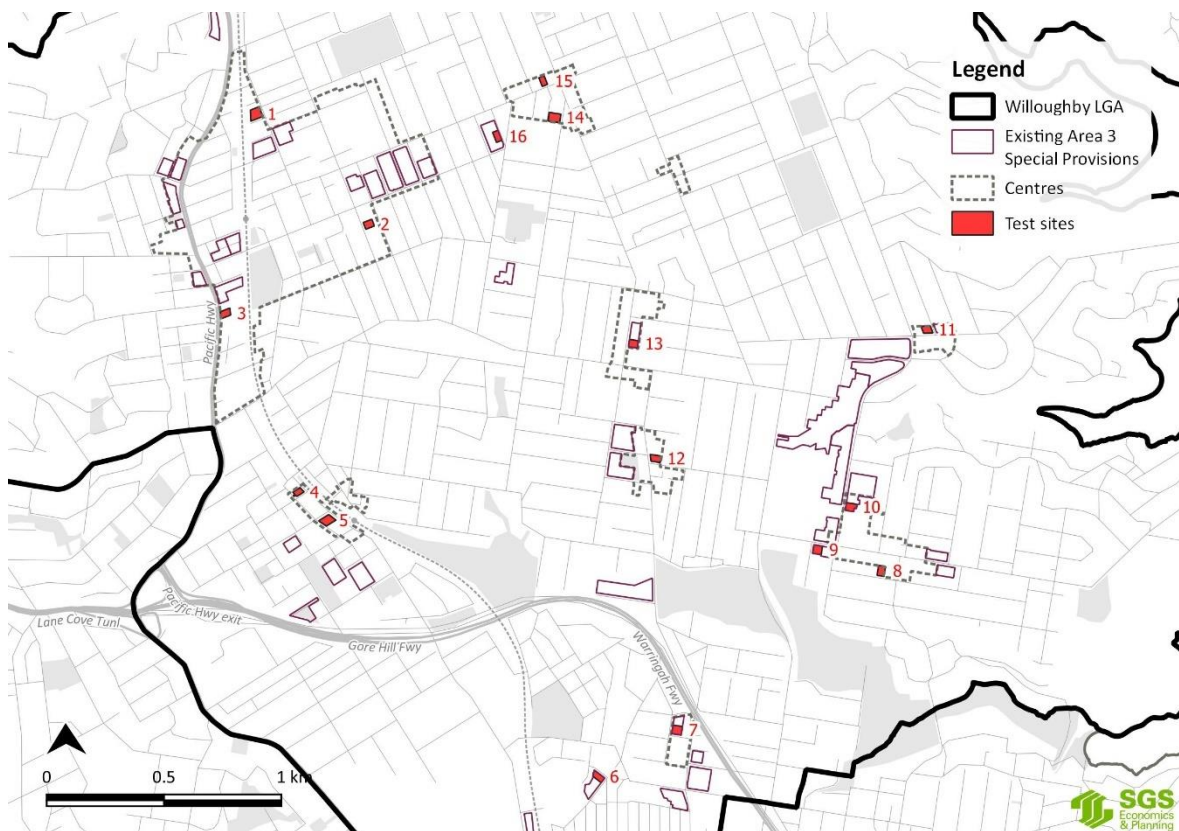 Legend
Willoughby LGA
Existing Area 3
Special Provisions
Centres
Test sites
15
1
14
16
2
3
Pacific Hwy
11
13
12
4
5
10
9
8
Pacific Hwy exit
Lane Cove Tunl
Gore Hill Fwy
Warringah Fwy
7
6
0 0.5 1 km
SGS
Economics
& Planning